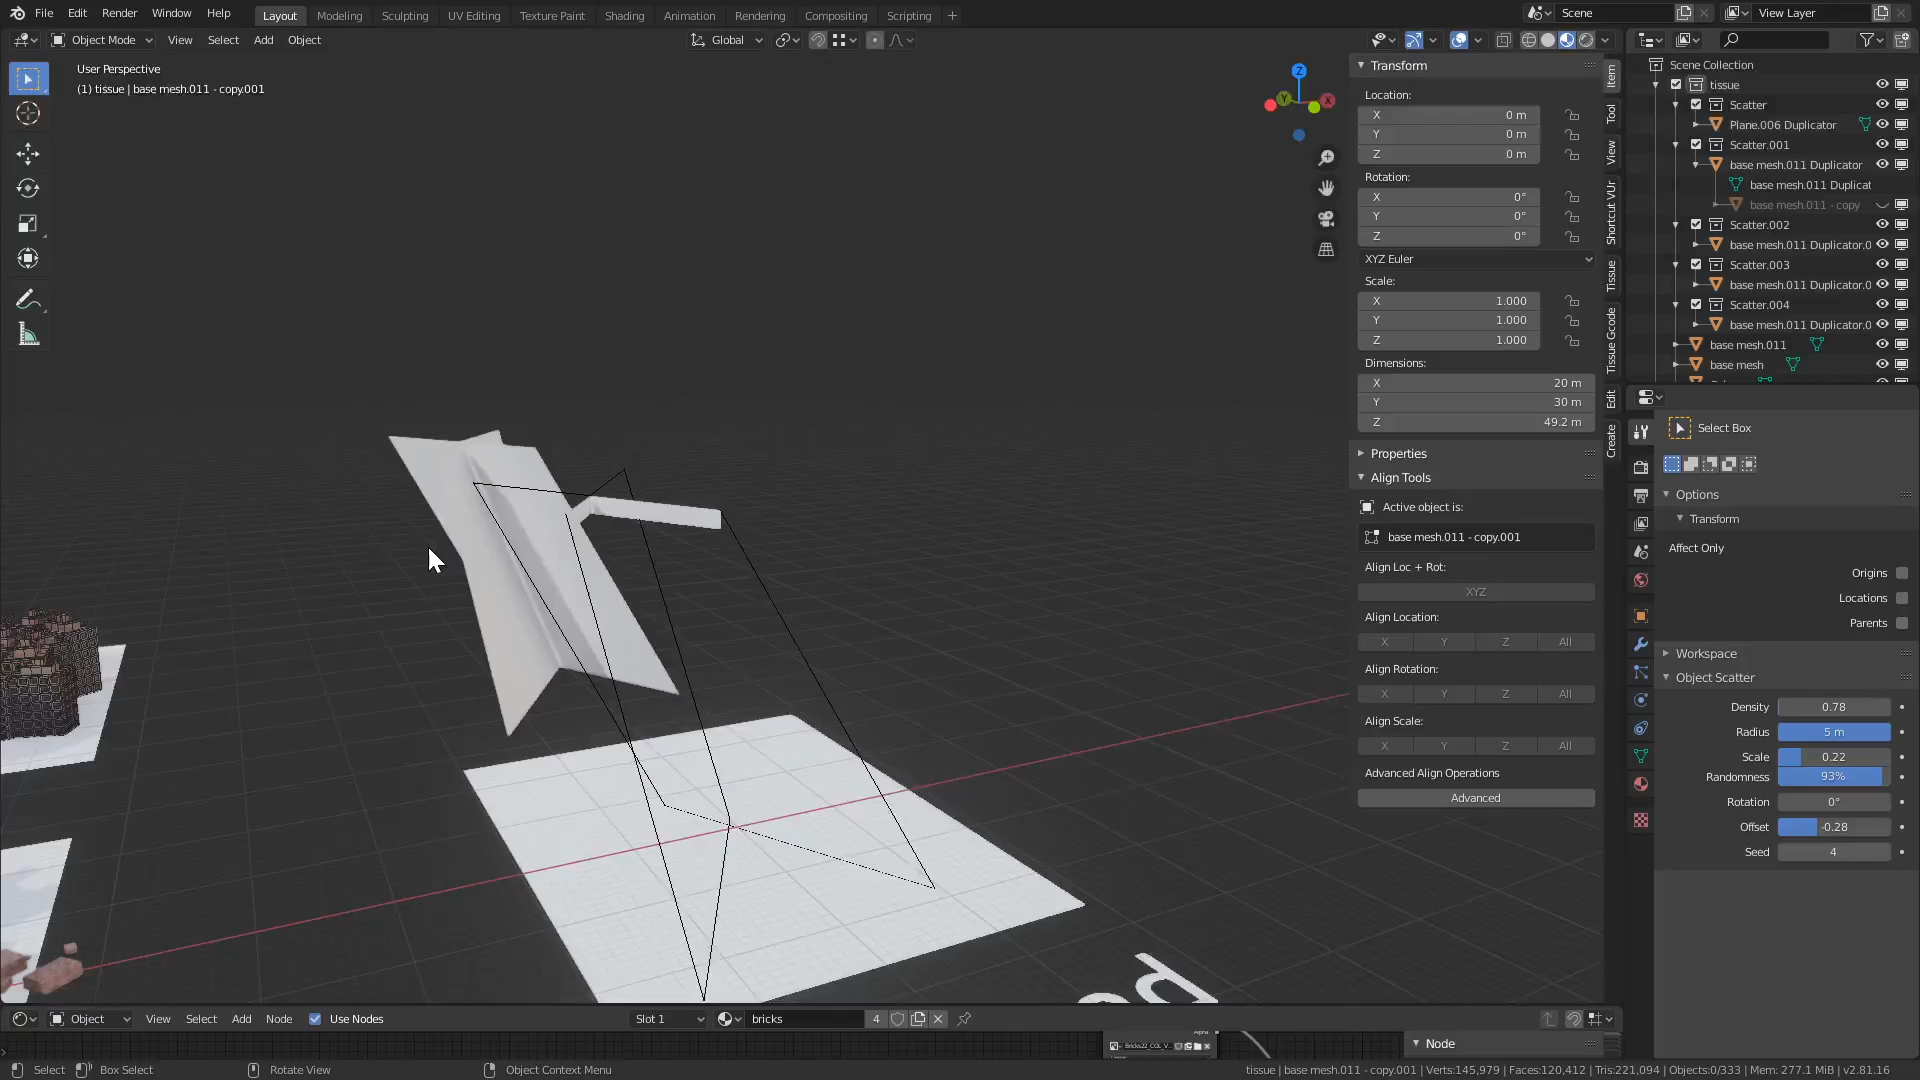 File Edit Render Window Help
Layout Modeling Sculpting UV Editing Texture Paint Shading Animation Rendering Compositing Scripting +
Scene
View Layer
Object Mode View Select Add Object
Global
User Perspective
(1) tissue | base mesh.011 - copy.001
Z
Y
X
Transform
Location:
X 0 m
Y 0 m
Z 0 m
Rotation:
X 0°
Y 0°
Z 0°
XYZ Euler
Scale:
X 1.000
Y 1.000
Z 1.000
Dimensions:
X 20 m
Y 30 m
Z 49.2 m
Properties
Align Tools
Active object is:
base mesh.011 - copy.001
Align Loc + Rot:
XYZ
Align Location:
X Y Z All
Align Rotation:
X Y Z All
Align Scale:
X Y Z All
Advanced Align Operations
Advanced
Item
Tool
View
Shortcut VUr
Tissue
Tissue Gcode
Edit
Create
Scene Collection
tissue
Scatter
Plane.006 Duplicator
Scatter.001
base mesh.011 Duplicator
base mesh.011 Duplicat
base mesh.011 - copy
Scatter.002
base mesh.011 Duplicator.0
Scatter.003
base mesh.011 Duplicator.0
Scatter.004
base mesh.011 Duplicator.0
base mesh.011
base mesh
Select Box
Options
Transform
Affect Only
Origins
Locations
Parents
Workspace
Object Scatter
Density 0.78
Radius 5 m
Scale 0.22
Randomness 93%
Rotation 0°
Offset -0.28
Seed 4
Object View Select Add Node Use Nodes
Slot 1
bricks 4
Node
Select Box Select Rotate View Object Context Menu
tissue | base mesh.011 - copy.001 | Verts:145,979 | Faces:120,412 | Tris:221,094 | Objects:0/333 | Mem: 277.1 MiB | v2.81.16